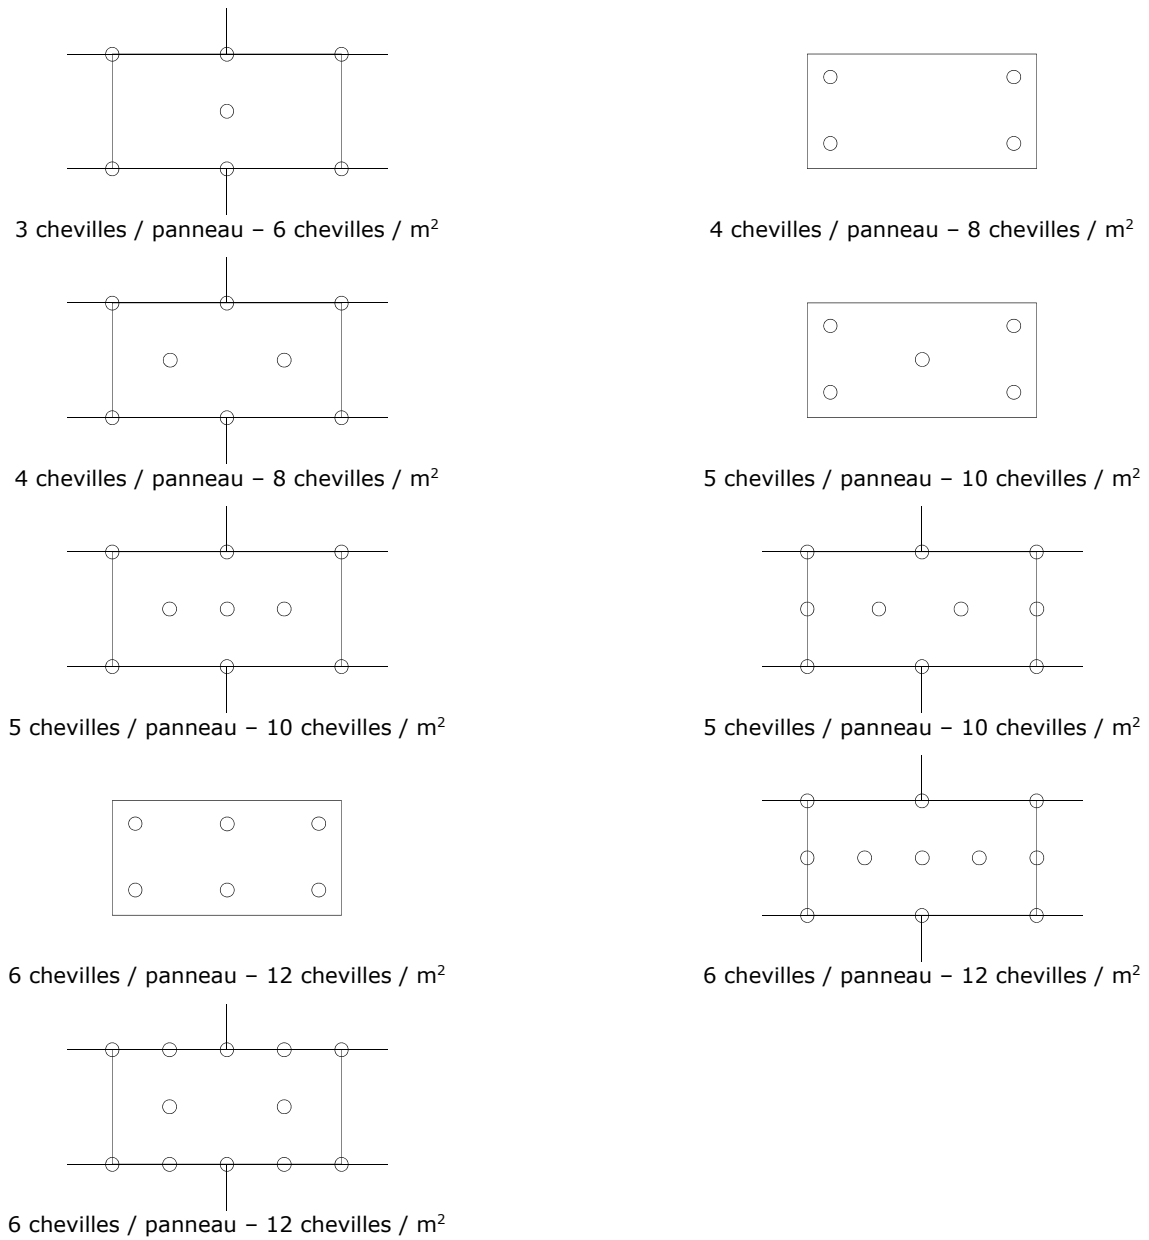 3 chevilles / panneau – 6 chevilles / m²
4 chevilles / panneau – 8 chevilles / m²
4 chevilles / panneau – 8 chevilles / m²
5 chevilles / panneau – 10 chevilles / m²
5 chevilles / panneau – 10 chevilles / m²
5 chevilles / panneau – 10 chevilles / m²
6 chevilles / panneau – 12 chevilles / m²
6 chevilles / panneau – 12 chevilles / m²
6 chevilles / panneau – 12 chevilles / m²